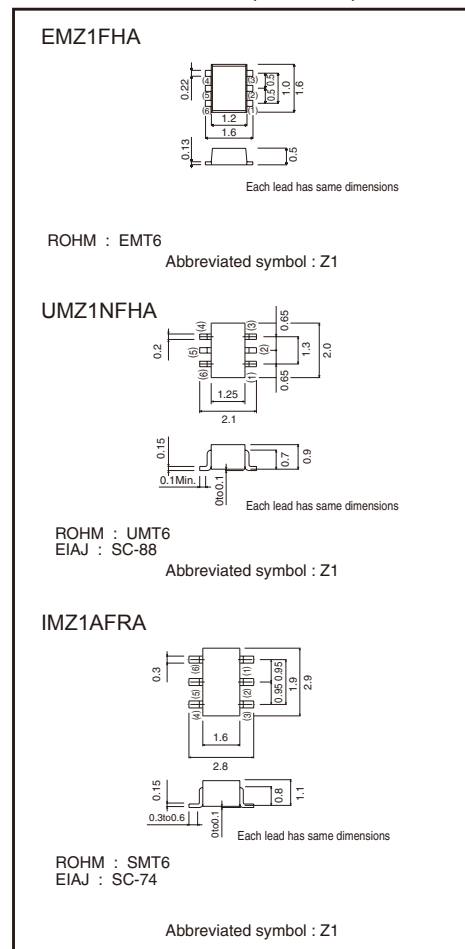 EMZ1FHA
0.22
(4)
(5)
(6)
(3)
(2)
(1)
0.5 0.5
1.0
1.6
1.2
1.6
0.13
0.5
Each lead has same dimensions
ROHM : EMT6
Abbreviated symbol : Z1
UMZ1NFHA
0.2
(4)
(5)
(6)
(3)
(2)
(1)
0.65
0.65
1.3
2.0
1.25
2.1
0.15
0.1Min.
0to0.1
0.7
0.9
Each lead has same dimensions
ROHM : UMT6
EIAJ : SC-88
Abbreviated symbol : Z1
IMZ1AFRA
0.3
(6)
(5)
(4)
(1)
(2)
(3)
0.95 0.95
1.9
2.9
1.6
2.8
0.15
0.3to0.6
0to0.1
0.8
1.1
Each lead has same dimensions
ROHM : SMT6
EIAJ : SC-74
Abbreviated symbol : Z1